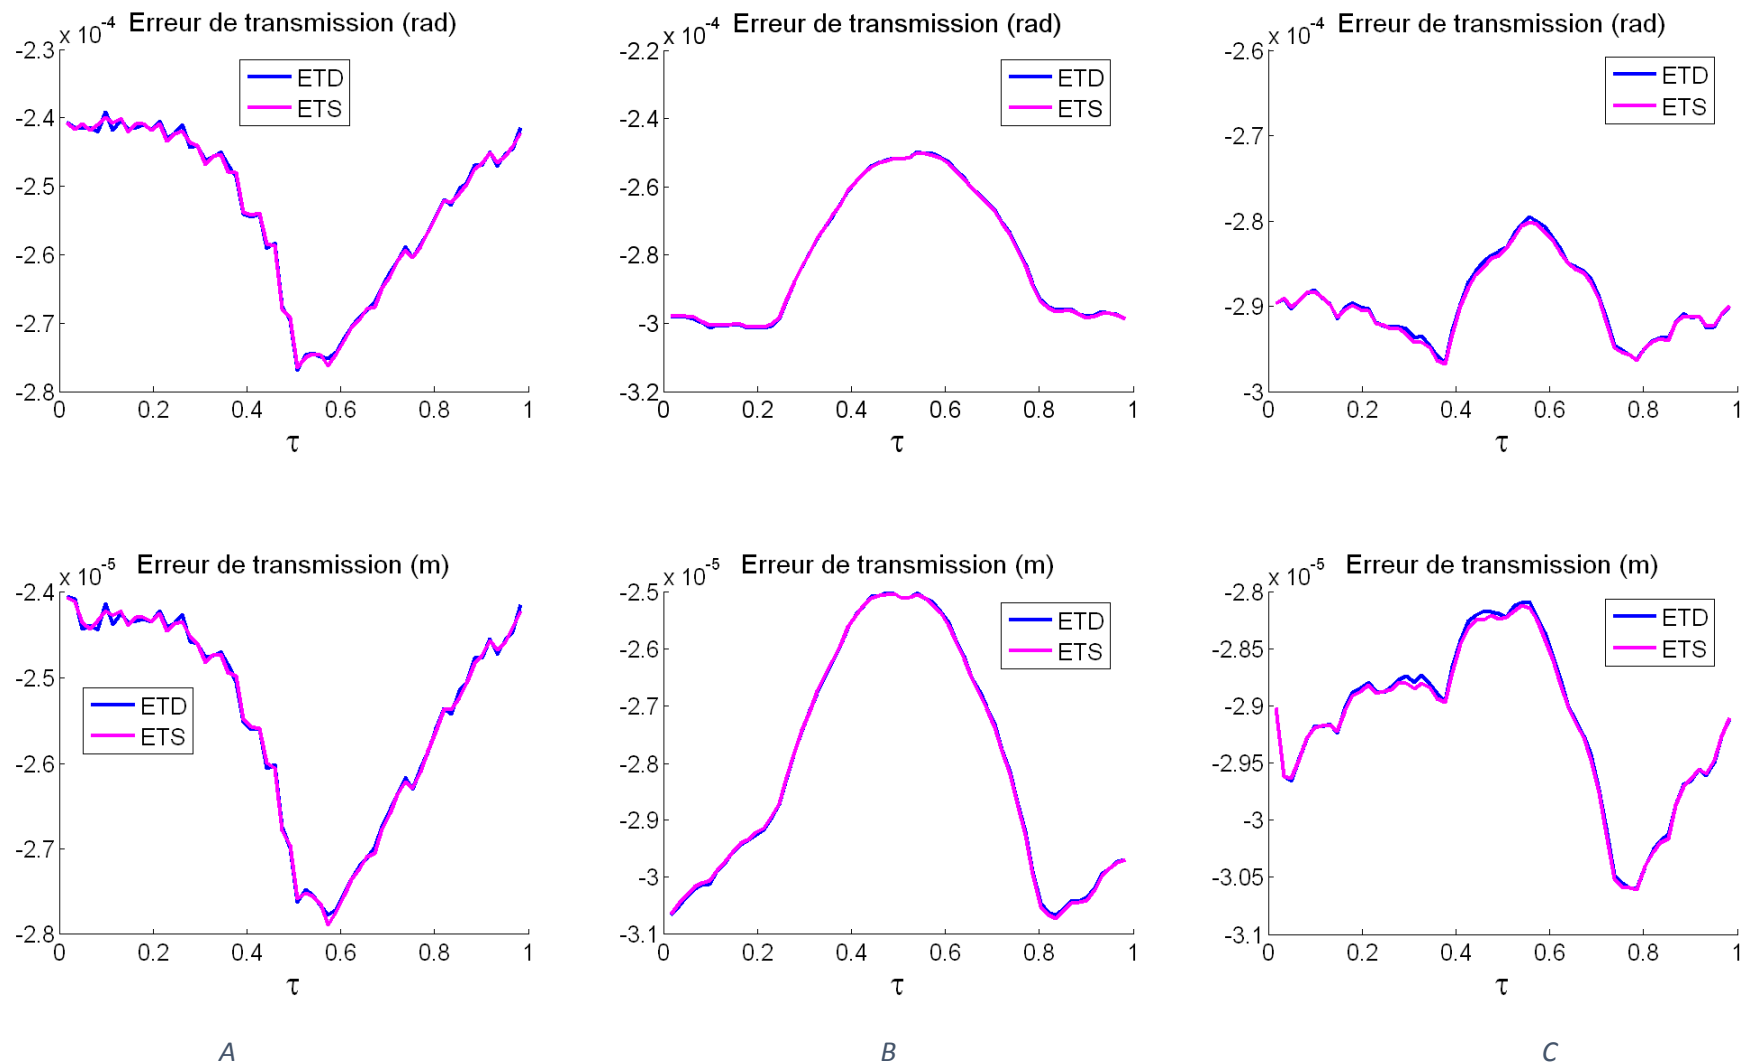 x 10⁻⁴ Erreur de transmission (rad)
-2.3
-2.4
-2.5
-2.6
-2.7
-2.8
0 0.2 0.4 0.6 0.8 1
τ
ETD
ETS
x 10⁻⁴ Erreur de transmission (rad)
-2.2
-2.4
-2.6
-2.8
-3
-3.2
0 0.2 0.4 0.6 0.8 1
τ
ETD
ETS
x 10⁻⁴ Erreur de transmission (rad)
-2.6
-2.7
-2.8
-2.9
-3
0 0.2 0.4 0.6 0.8 1
τ
ETD
ETS
x 10⁻⁵ Erreur de transmission (m)
-2.4
-2.5
-2.6
-2.7
-2.8
0 0.2 0.4 0.6 0.8 1
τ
ETD
ETS
x 10⁻⁵ Erreur de transmission (m)
-2.5
-2.6
-2.7
-2.8
-2.9
-3
-3.1
0 0.2 0.4 0.6 0.8 1
τ
ETD
ETS
x 10⁻⁵ Erreur de transmission (m)
-2.8
-2.85
-2.9
-2.95
-3
-3.05
-3.1
0 0.2 0.4 0.6 0.8 1
τ
ETD
ETS
A B C